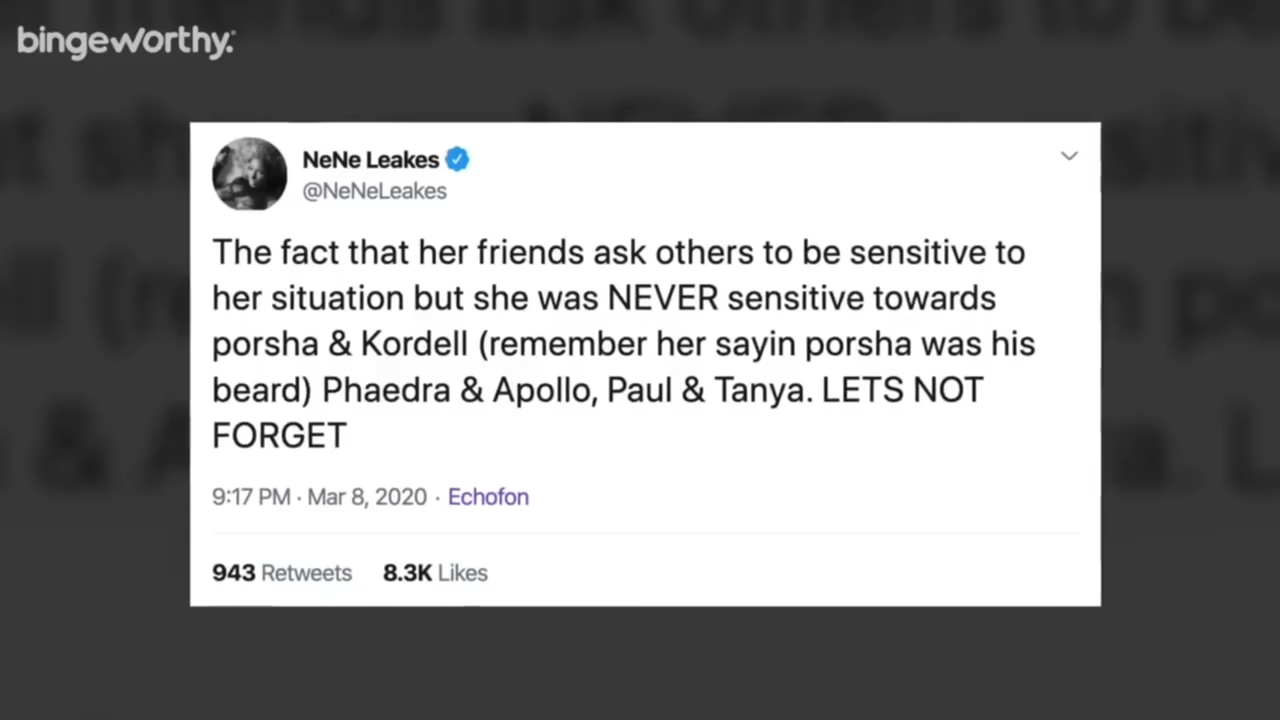 bingeworthy.
NeNe Leakes
@NeNeLeakes
The fact that her friends ask others to be sensitive to
her situation but she was NEVER sensitive towards
porsha & Kordell (remember her sayin porsha was his
beard) Phaedra & Apollo, Paul & Tanya. LETS NOT
FORGET
9:17 PM · Mar 8, 2020 · Echofon
943 Retweets 8.3K Likes